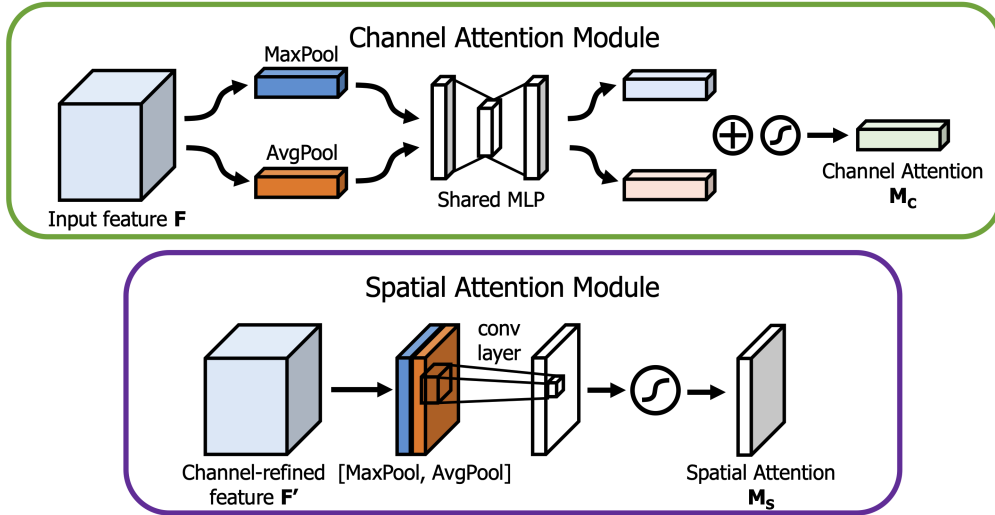 Channel Attention Module
MaxPool
AvgPool
Shared MLP
Input feature F
Channel Attention
Mc
Spatial Attention Module
conv
layer
Channel-refined
feature F'
[MaxPool, AvgPool]
Spatial Attention
Ms